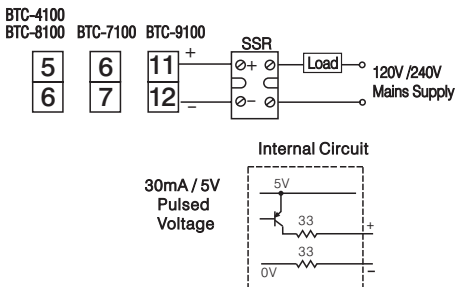 BTC-4100
BTC-8100 BTC-7100 BTC-9100
SSR
5 6 11 + + Load
120V/240V
Mains Supply
6 7 12 − −
Internal Circuit
30mA / 5V
Pulsed
Voltage
5V
33
+
33
0V
−